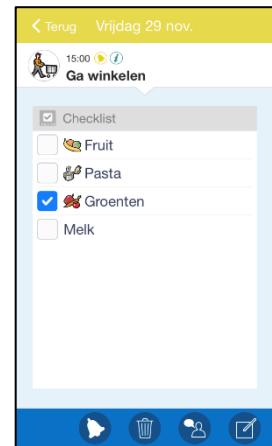 Terug Vrijdag 29 nov.
15:00
Ga winkelen
Checklist
Fruit
Pasta
Groenten
Melk